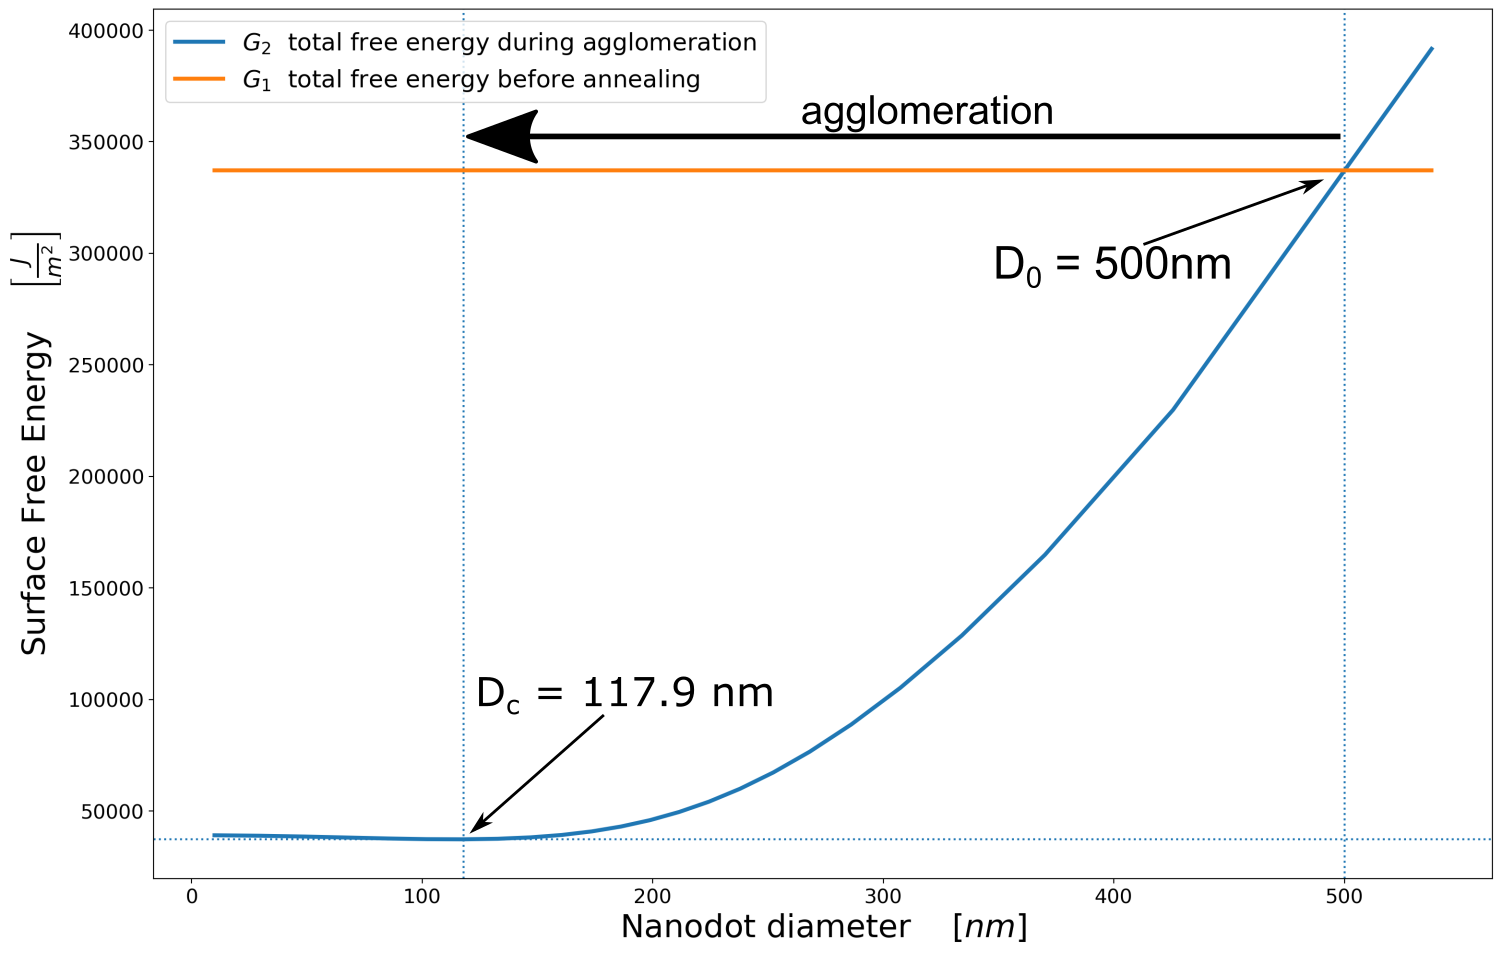 G₂ total free energy during agglomeration
G₁ total free energy before annealing
agglomeration
D₀ = 500nm
D_c = 117.9 nm
400000
350000
300000
250000
200000
150000
100000
50000
Surface Free Energy [J/m²]
0 100 200 300 400 500
Nanodot diameter [nm]